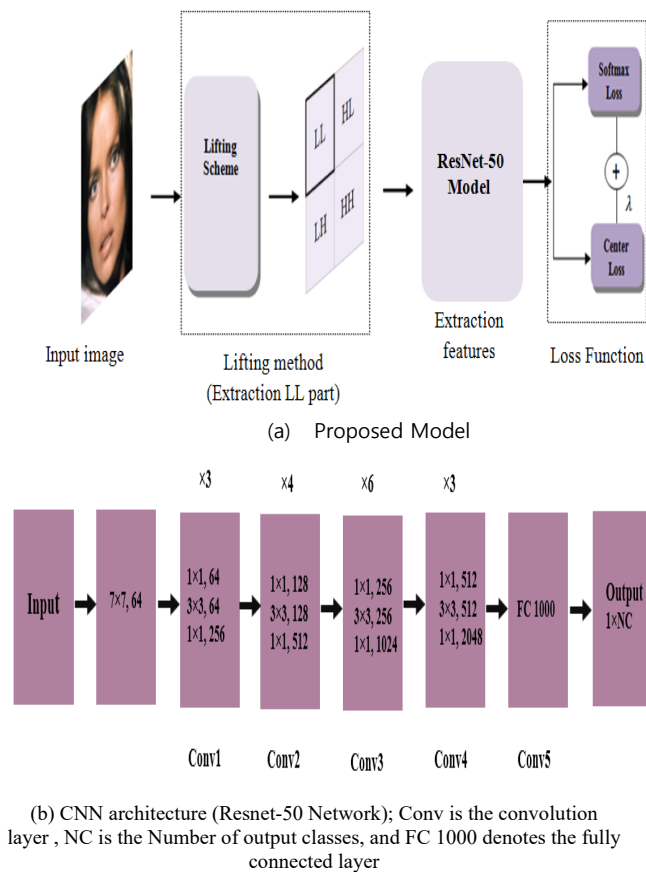 Softmax
Loss
Lifting
Scheme
LL
HL
LH
HH
ResNet-50
Model
+
λ
Center
Loss
Input image
Lifting method
(Extraction LL part)
Extraction
features
Loss Function
(a) Proposed Model
×3
×4
×6
×3
Input
7×7, 64
1×1, 64
3×3, 64
1×1, 256
1×1, 128
3×3, 128
1×1, 512
1×1, 256
3×3, 256
1×1, 1024
1×1, 512
3×3, 512
1×1, 2048
FC 1000
Output
1×NC
Conv1
Conv2
Conv3
Conv4
Conv5
(b) CNN architecture (Resnet-50 Network); Conv is the convolution
layer , NC is the Number of output classes, and FC 1000 denotes the fully
connected layer